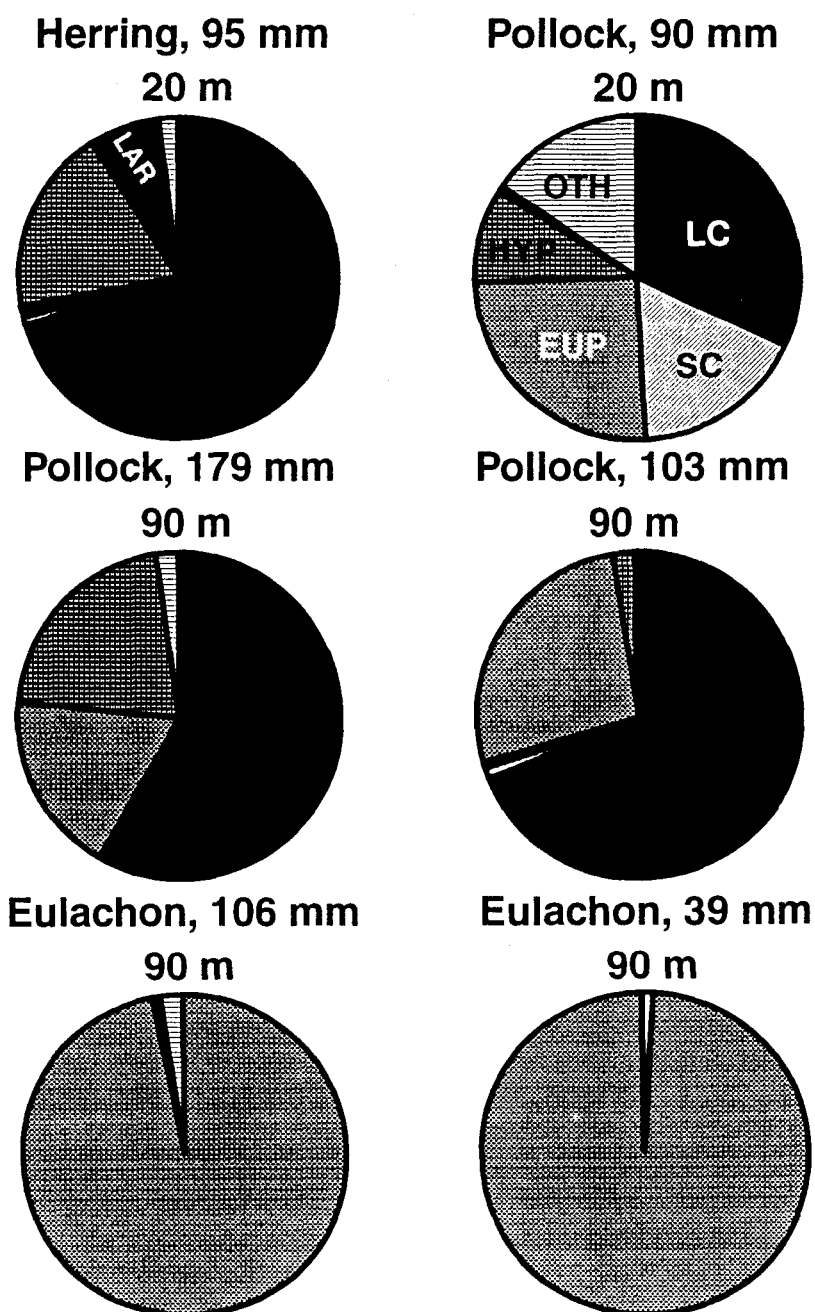 Herring, 95 mm
20 m
LAR
Pollock, 90 mm
20 m
OTH
LC
HYP
EUP
SC
Pollock, 179 mm
90 m
Pollock, 103 mm
90 m
Eulachon, 106 mm
90 m
Eulachon, 39 mm
90 m